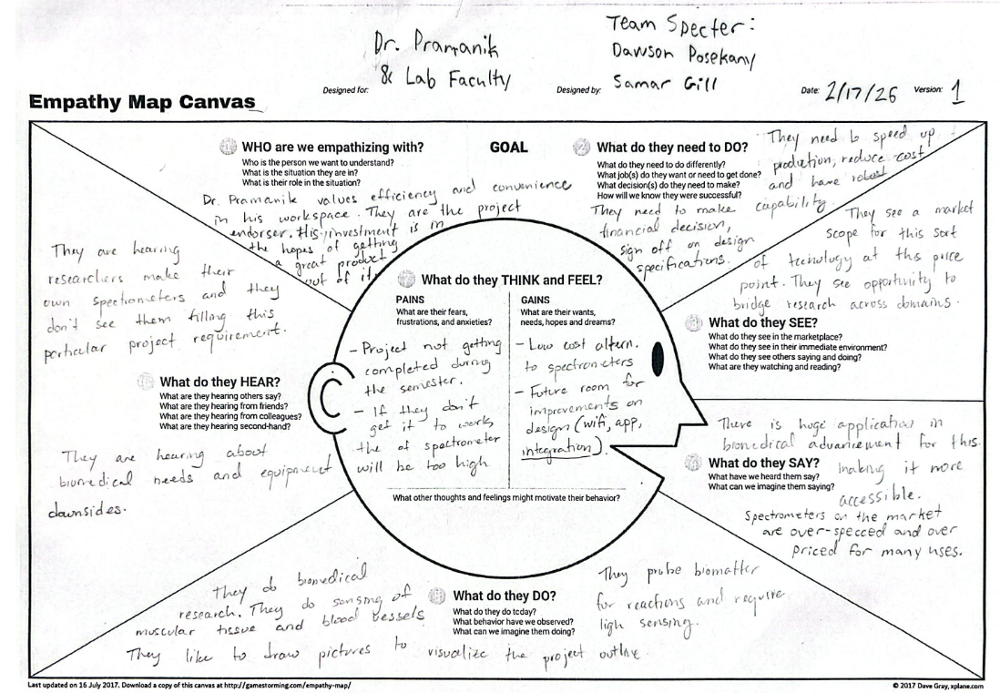 Dr. Pramanik
& Lab Faculty
Team Specter:
Dawson Posekany
Samar Gill
Empathy Map Canvas
Designed for:
Designed by:
Date: 2/17/26
Version: 1
WHO are we empathizing with?
Who is the person we want to understand?
What is the situation they are in?
What is their role in the situation?
Dr. Pramanik values efficiency and convenience
in his workspace. They are the project
endorser. His investment is in
the hopes of getting
a great product
out of it.
GOAL
What do they need to DO?
What do they need to do differently?
What job(s) do they want or need to get done?
What decision(s) do they need to make?
How will we know they were successful?
They need to speed up
production, reduce cost
and have robust
capability.
They need to make
financial decision,
sign off on design
specifications.
They see a market
scope for this sort
of technology at this price
point. They see opportunity to
bridge research across domains.
What do they SEE?
What do they see in the marketplace?
What do they see in their immediate environment?
What do they see others saying and doing?
What are they watching and reading?
There is huge application in
biomedical advancement for this.
What do they SAY?
What have we heard them say?
What can we imagine them saying?
Making it more
accessible.
Spectrometers on the market
are over-specced and over
priced for many uses.
What do they DO?
What do they do today?
What behavior have we observed?
What can we imagine them doing?
They do biomedical
research. They do sensing of
muscular tissue and blood vessels
They like to draw pictures to visualize the project outline.
They probe biomatter
for reactions and require
ligh sensing.
They are hearing
researchers make their
own spectrometers and they
don't see them filling this
particular project requirement.
What do they HEAR?
What are they hearing others say?
What are they hearing from friends?
What are they hearing from colleagues?
What are they hearing second-hand?
They are hearing about
biomedical needs and equipment
downsides.
What do they THINK and FEEL?
PAINS
What are their fears,
frustrations, and anxieties?
- Project not getting
completed during
the semester.
- If they don't
get it to work
the of spectrometer
will be too high
GAINS
What are their wants,
needs, hopes and dreams?
- Low cost altern.
to spectrometers
- Future room for
improvements on
design (wifi, app,
integration).
What other thoughts and feelings might motivate their behavior?
Last updated on 16 July 2017. Download a copy of this canvas at http://gamestorming.com/empathy-map/
© 2017 Dave Gray, xplane.com